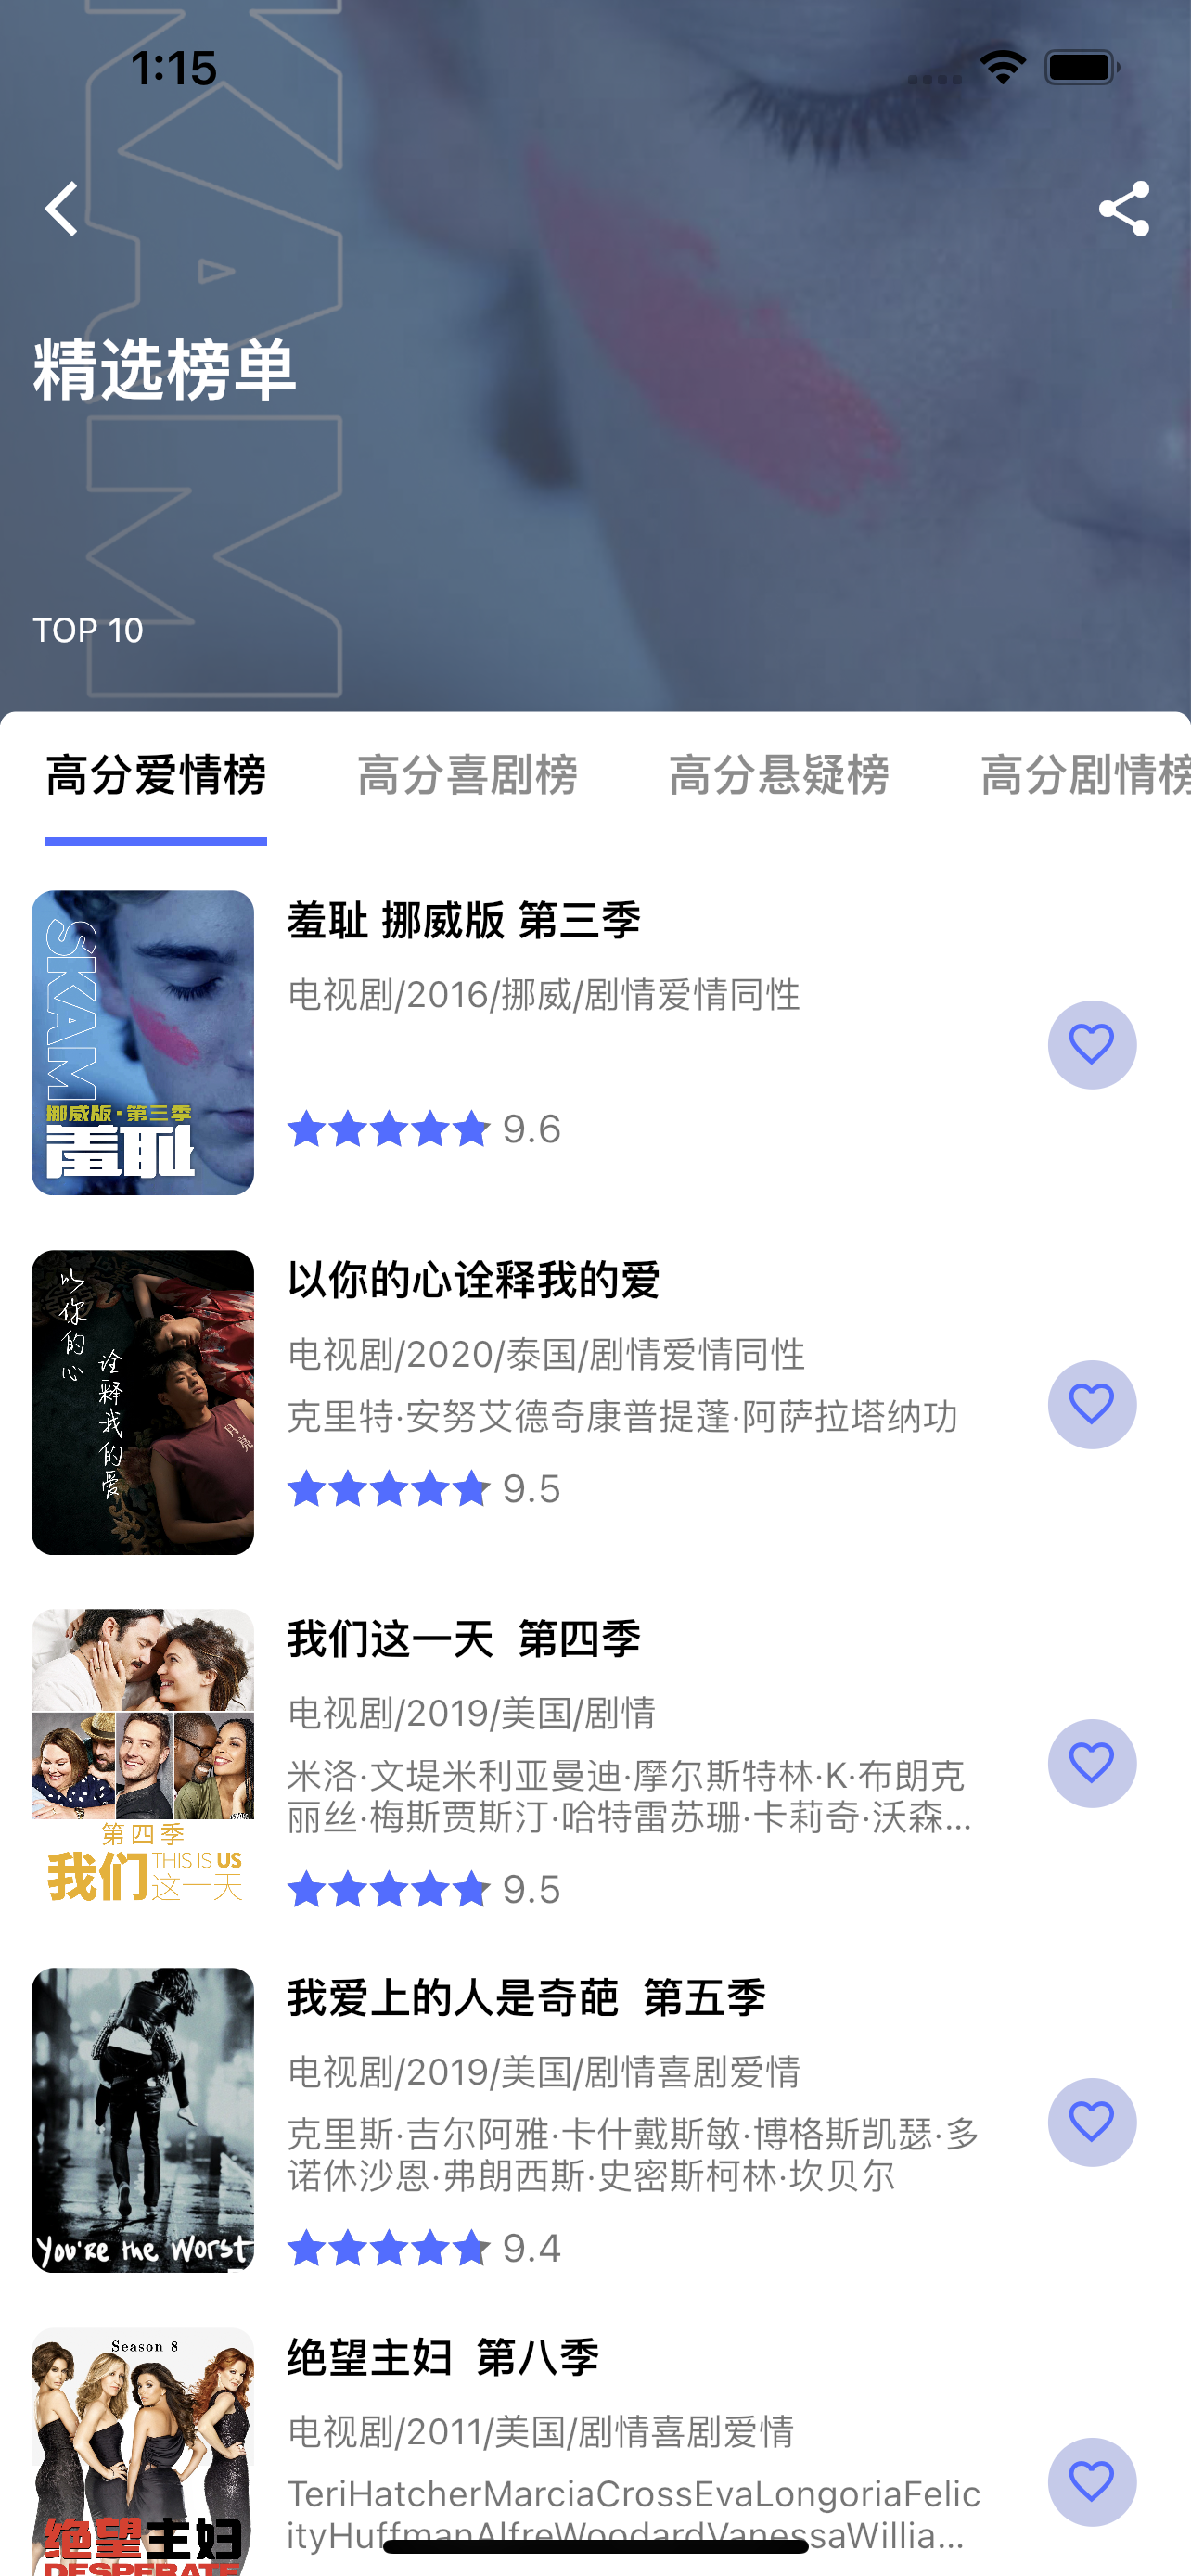 KAM
1:15
精选榜单
TOP 10
高分爱情榜 高分喜剧榜 高分悬疑榜 高分剧情榜
SKAM
挪威版·第三季
羞耻
羞耻 挪威版 第三季
电视剧/2016/挪威/剧情爱情同性
9.6
以你的心
诠释我的爱
以你的心诠释我的爱
电视剧/2020/泰国/剧情爱情同性
克里特·安努艾德奇康普提蓬·阿萨拉塔纳功
9.5
第四季
我们 THIS IS US
这一天
我们这一天 第四季
电视剧/2019/美国/剧情
米洛·文堤米利亚曼迪·摩尔斯特林·K·布朗克
丽丝·梅斯贾斯汀·哈特雷苏珊·卡莉奇·沃森...
9.5
You're the Worst
我爱上的人是奇葩 第五季
电视剧/2019/美国/剧情喜剧爱情
克里斯·吉尔阿雅·卡什戴斯敏·博格斯凯瑟·多
诺休沙恩·弗朗西斯·史密斯柯林·坎贝尔
9.4
Season 8
绝望主妇
DESPERATE
绝望主妇 第八季
电视剧/2011/美国/剧情喜剧爱情
TeriHatcherMarciaCrossEvaLongoriaFelic
ityHuffmanAlfreWoodardVanessaWillia...